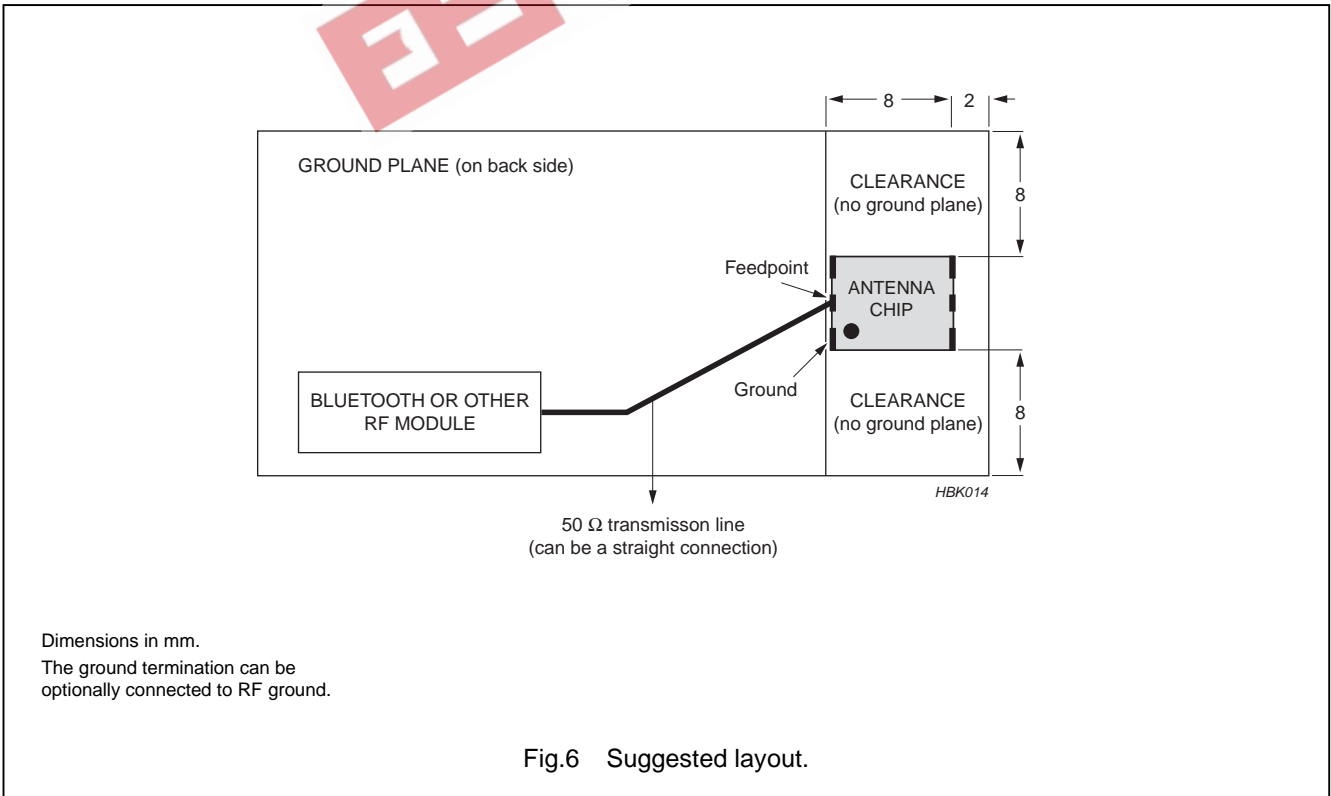 8
2
GROUND PLANE (on back side)
CLEARANCE
(no ground plane)
8
Feedpoint
ANTENNA
CHIP
Ground
BLUETOOTH OR OTHER
RF MODULE
CLEARANCE
(no ground plane)
8
HBK014
50 Ω transmisson line
(can be a straight connection)
Dimensions in mm.
The ground termination can be
optionally connected to RF ground.
Fig.6 Suggested layout.